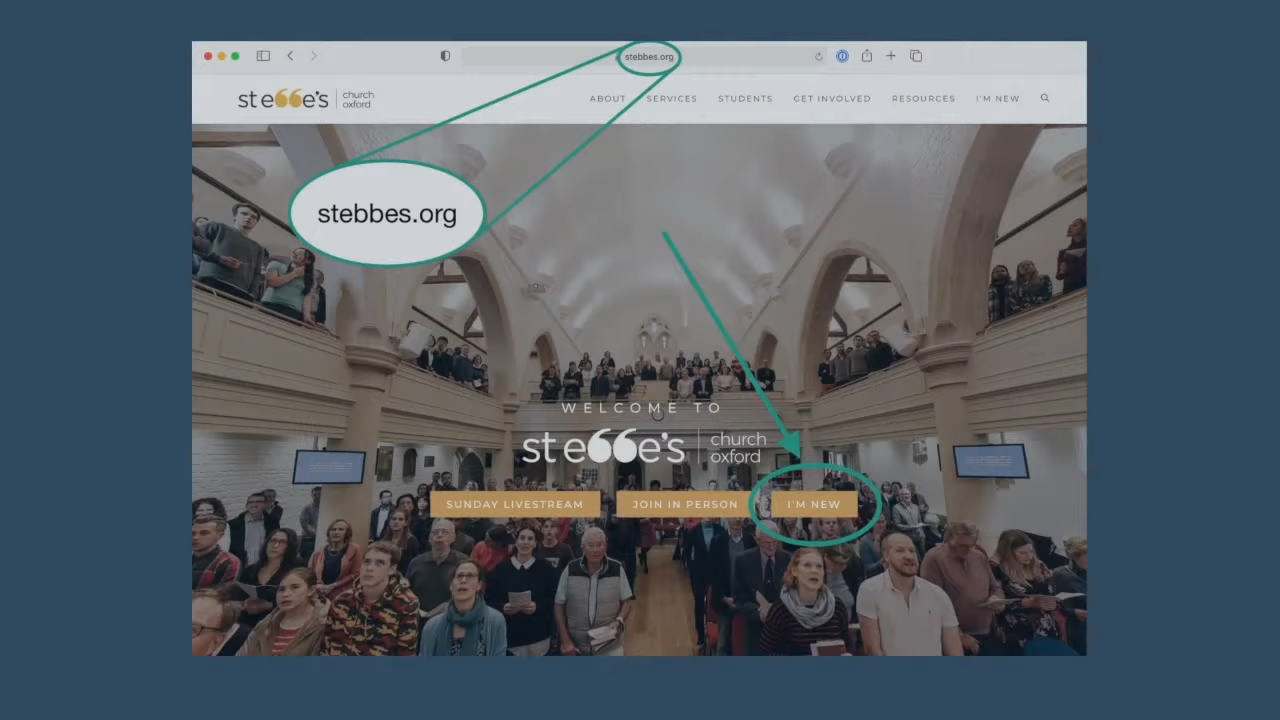 stebbes.org
st ebbe's church oxford
ABOUT SERVICES STUDENTS GET INVOLVED RESOURCES I'M NEW
stebbes.org
WELCOME TO
st ebbe's church oxford
SUNDAY LIVESTREAM JOIN IN PERSON I'M NEW